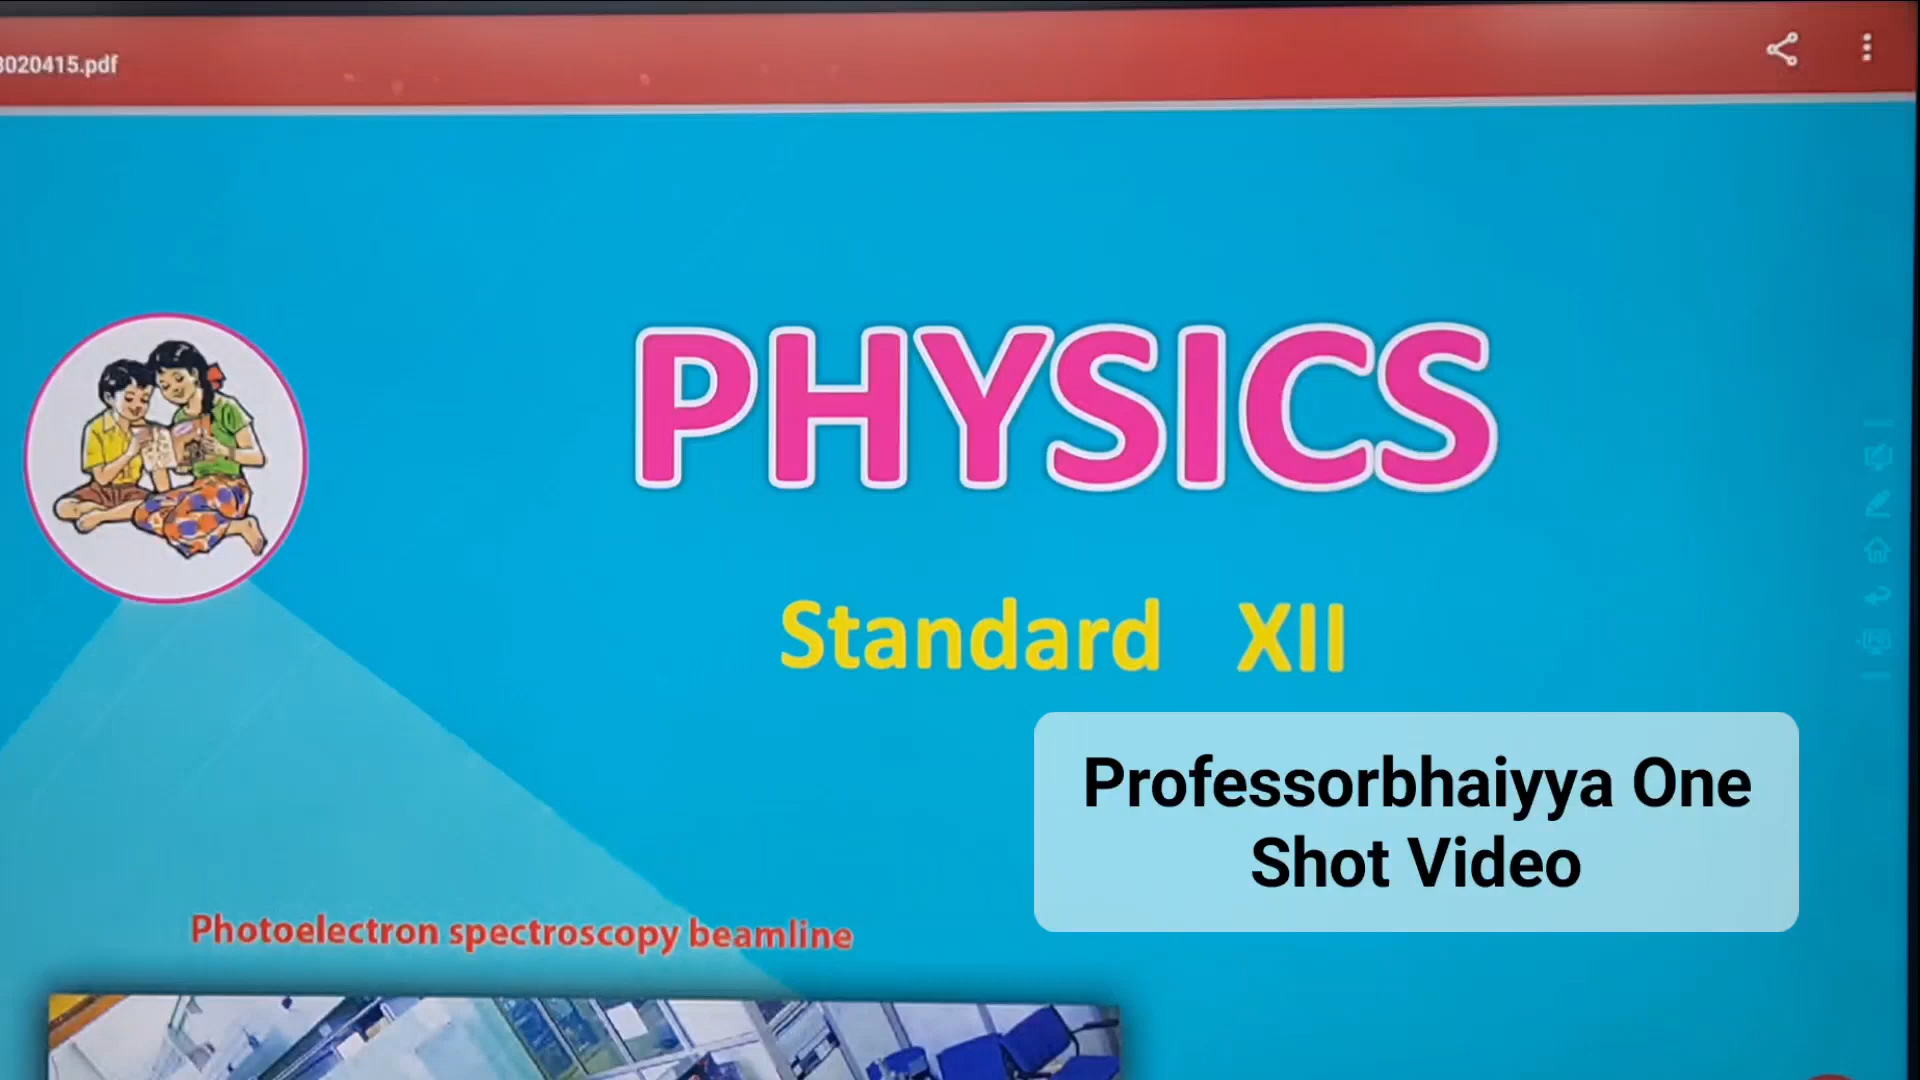 3020415.pdf
PHYSICS
Standard XII
Professorbhaiyya One
Shot Video
Photoelectron spectroscopy beamline